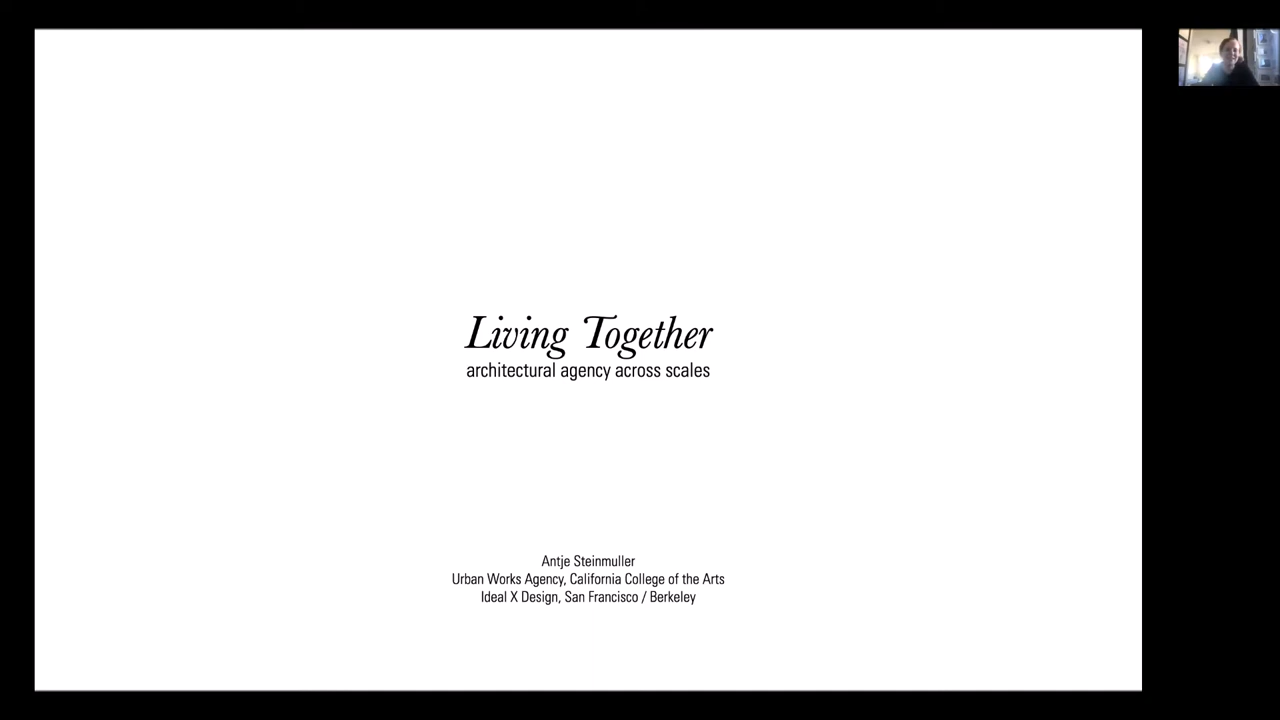 Living Together
architectural agency across scales
Antje Steinmuller
Urban Works Agency, California College of the Arts
Ideal X Design, San Francisco / Berkeley